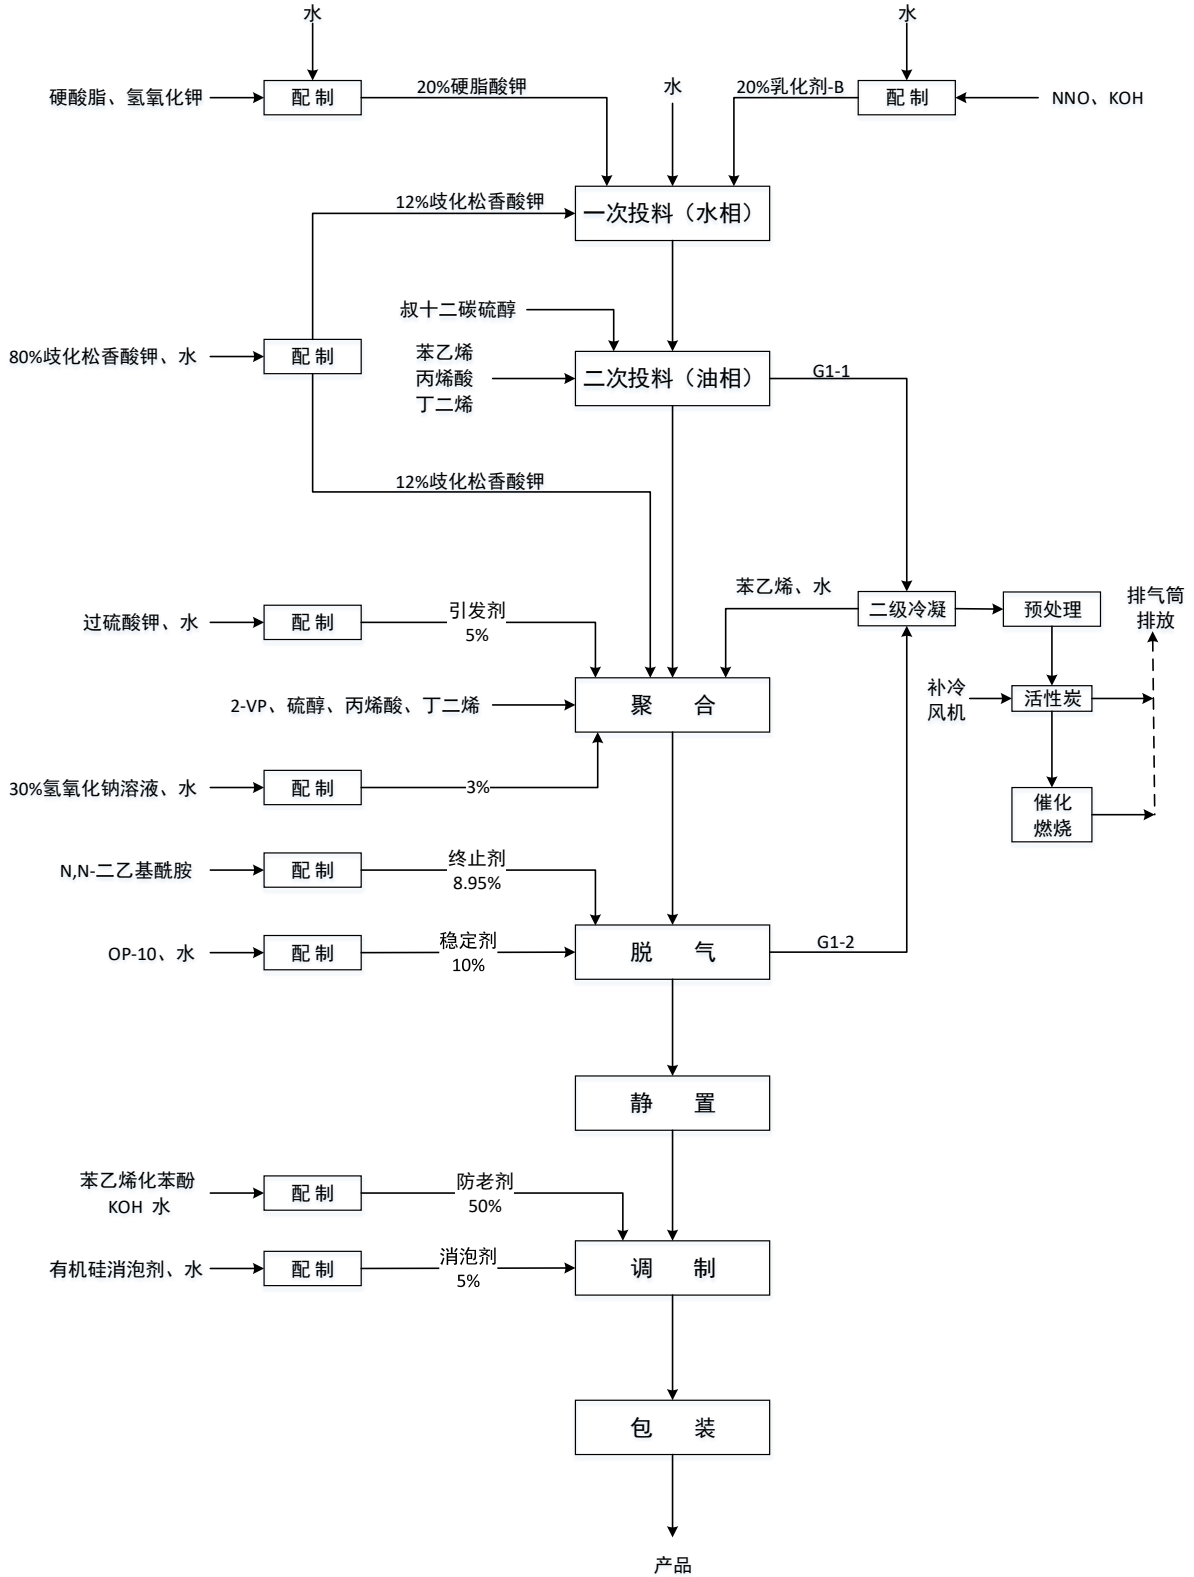 水
水
硬酸脂、氢氧化钾
配 制
20%硬脂酸钾
水
20%乳化剂-B
配 制
NNO、KOH
12%歧化松香酸钾
一次投料（水相）
叔十二碳硫醇
80%歧化松香酸钾、水
配 制
苯乙烯
丙烯酸
丁二烯
二次投料（油相）
G1-1
12%歧化松香酸钾
苯乙烯、水
二级冷凝
预处理
排气筒
排放
过硫酸钾、水
配 制
引发剂
5%
2-VP、硫醇、丙烯酸、丁二烯
聚 合
补冷
风机
活性炭
30%氢氧化钠溶液、水
配 制
3%
催化
燃烧
N,N-二乙基酰胺
配 制
终止剂
8.95%
OP-10、水
配 制
稳定剂
10%
脱 气
G1-2
静 置
苯乙烯化苯酚
KOH 水
配 制
防老剂
50%
有机硅消泡剂、水
配 制
消泡剂
5%
调 制
包 装
产品